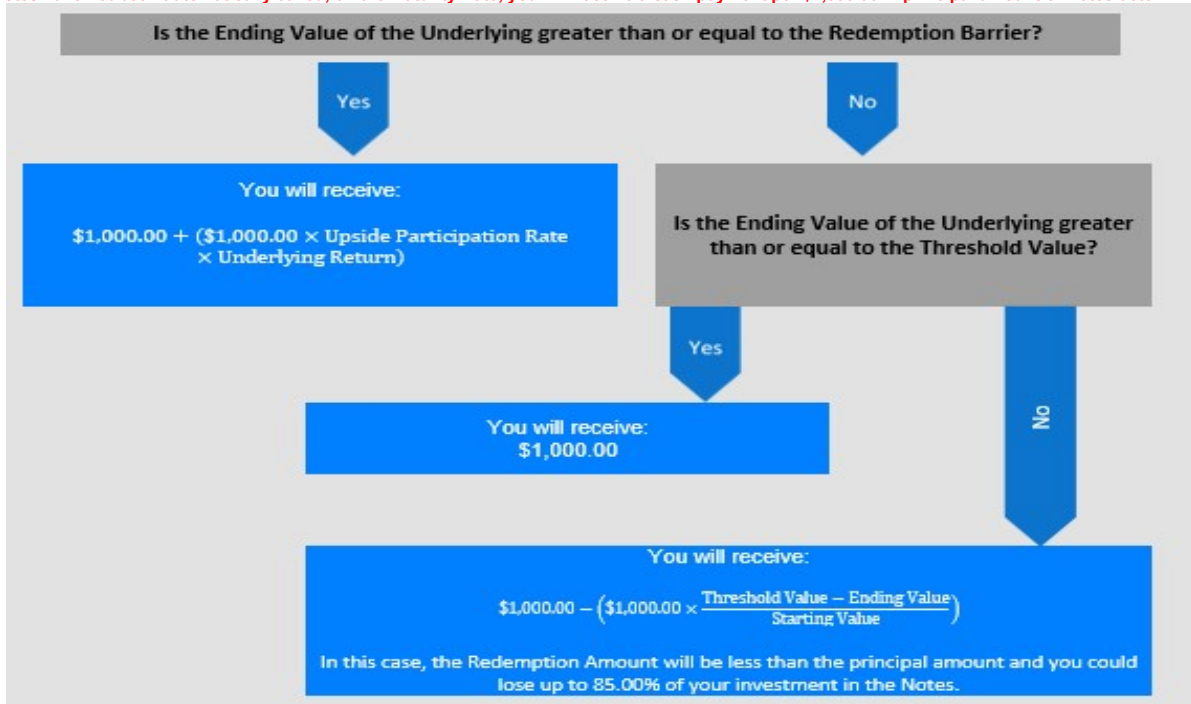 Is the Ending Value of the Underlying greater than or equal to the Redemption Barrier?
Yes
No
You will receive:
$1,000.00 + ($1,000.00 × Upside Participation Rate
× Underlying Return)
Is the Ending Value of the Underlying greater
than or equal to the Threshold Value?
Yes
No
You will receive:
$1,000.00
You will receive:
$1,000.00 − ($1,000.00 × Threshold Value − Ending Value / Starting Value)
In this case, the Redemption Amount will be less than the principal amount and you could
lose up to 85.00% of your investment in the Notes.